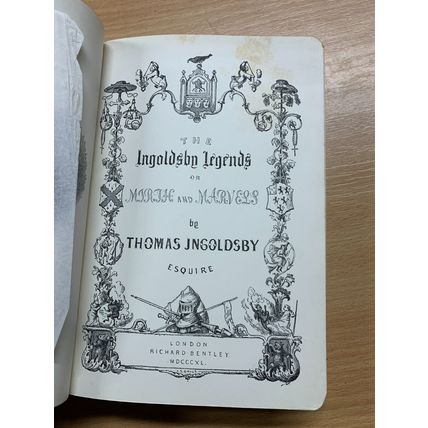 THE
Ingoldsby Legends
OR
MIRTH AND MARVELS
by
THOMAS INGOLDSBY
ESQUIRE
LONDON
RICHARD BENTLEY
MDCCCXL.